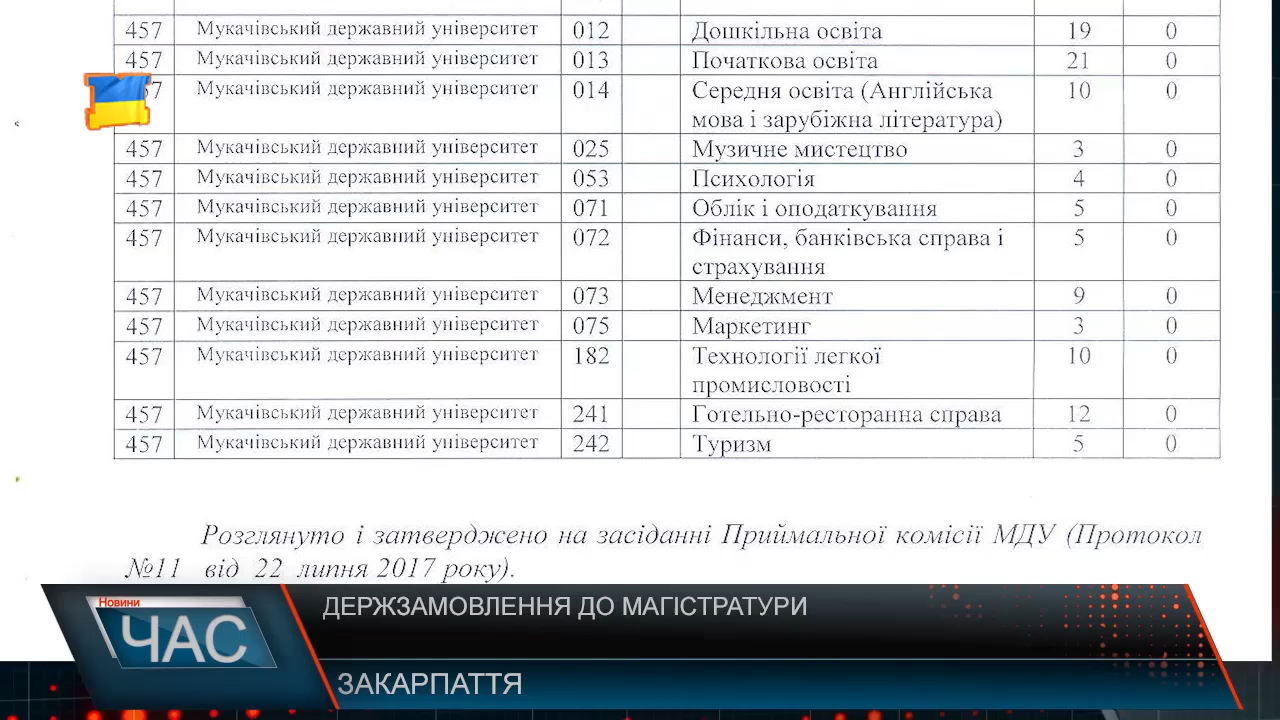 457 Мукачівський державний університет 012 Дошкільна освіта 19 0
457 Мукачівський державний університет 013 Початкова освіта 21 0
7 Мукачівський державний університет 014 Середня освіта (Англійська 10 0
мова і зарубіжна література)
457 Мукачівський державний університет 025 Музичне мистецтво 3 0
457 Мукачівський державний університет 053 Психологія 4 0
457 Мукачівський державний університет 071 Облік і оподаткування 5 0
457 Мукачівський державний університет 072 Фінанси, банківська справа і 5 0
страхування
457 Мукачівський державний університет 073 Менеджмент 9 0
457 Мукачівський державний університет 075 Маркетинг 3 0
457 Мукачівський державний університет 182 Технології легкої 10 0
промисловості
457 Мукачівський державний університет 241 Готельно-ресторанна справа 12 0
457 Мукачівський державний університет 242 Туризм 5 0
Розглянуто і затверджено на засіданні Приймальної комісії МДУ (Протокол
№11 від 22 липня 2017 року).
Новини
ЧАС
ДЕРЖЗАМОВЛЕННЯ ДО МАГІСТРАТУРИ
ЗАКАРПАТТЯ